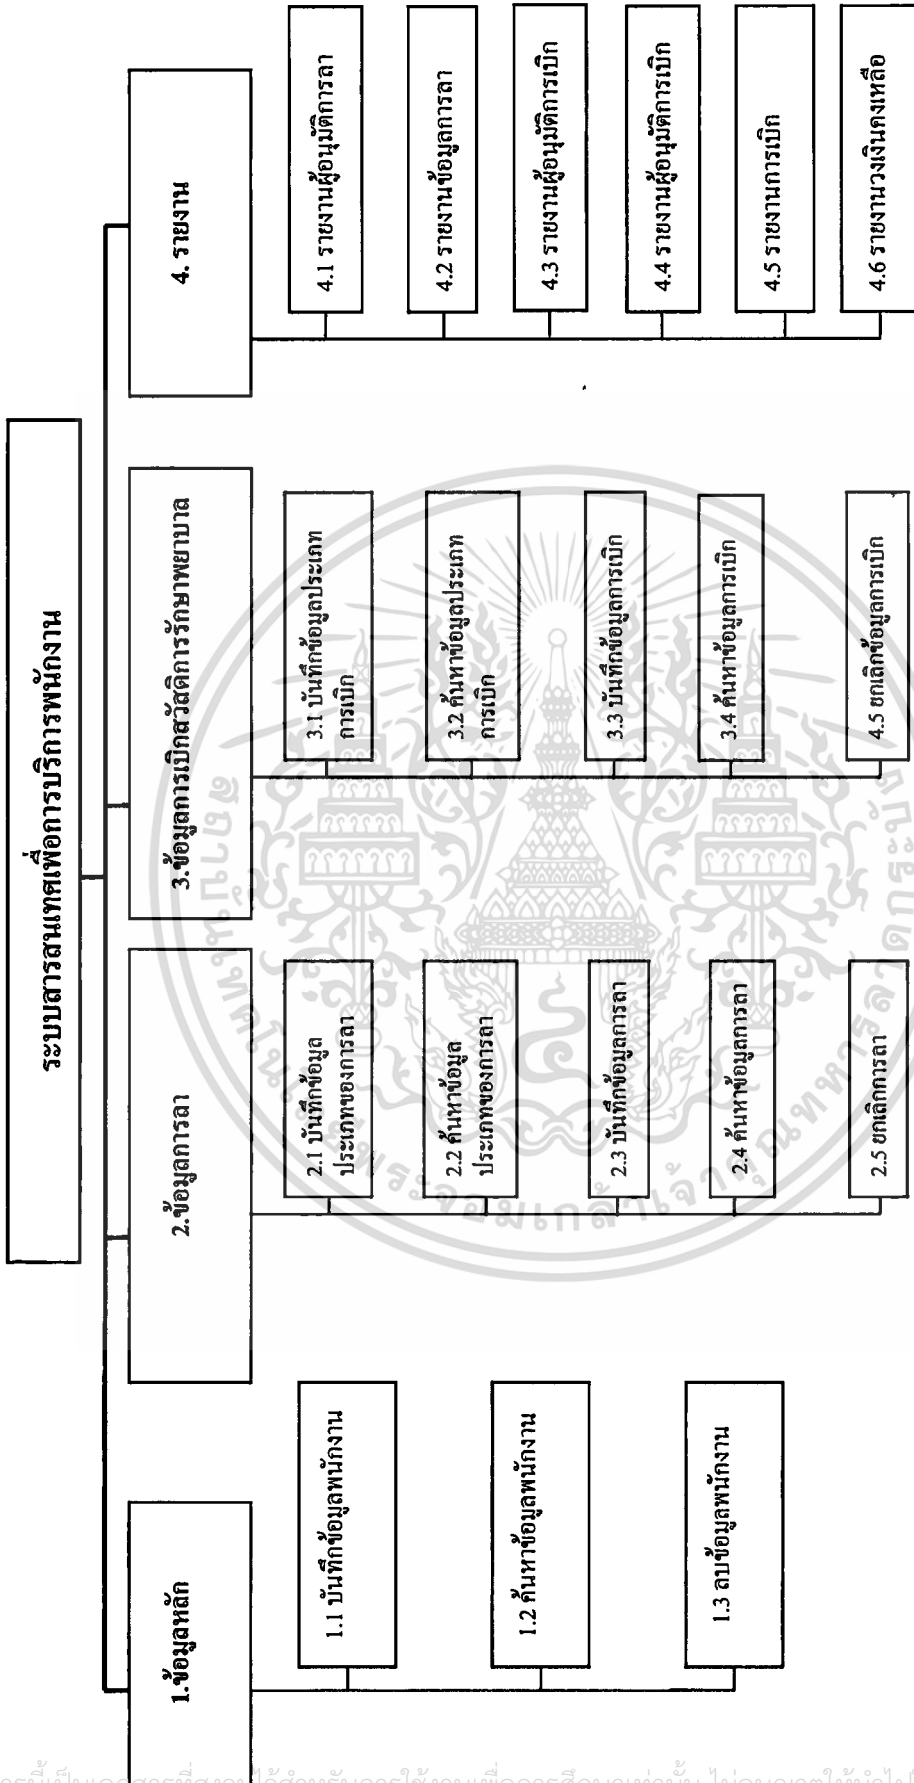 ระบบสารสนเทศเพื่อการบริการพนักงาน
1.ข้อมูลหลัก
1.1 บันทึกข้อมูลพนักงาน
1.2 ค้นหาข้อมูลพนักงาน
1.3 ลบข้อมูลพนักงาน
2.ข้อมูลการลา
2.1 บันทึกข้อมูล
ประเภทของการลา
2.2 ค้นหาข้อมูล
ประเภทของการลา
2.3 บันทึกข้อมูลการลา
2.4 ค้นหาข้อมูลการลา
2.5 ยกเลิกการลา
3.ข้อมูลการเบิกสวัสดิการรักษาพยาบาล
3.1 บันทึกข้อมูลประเภท
การเบิก
3.2 ค้นหาข้อมูลประเภท
การเบิก
3.3 บันทึกข้อมูลการเบิก
3.4 ค้นหาข้อมูลการเบิก
4.5 ยกเลิกข้อมูลการเบิก
4. รายงาน
4.1 รายงานผู้อนุมัติการลา
4.2 รายงานข้อมูลการลา
4.3 รายงานผู้อนุมัติการเบิก
4.4 รายงานผู้อนุมัติการเบิก
4.5 รายงานการเบิก
4.6 รายงานวงเงินคงเหลือ